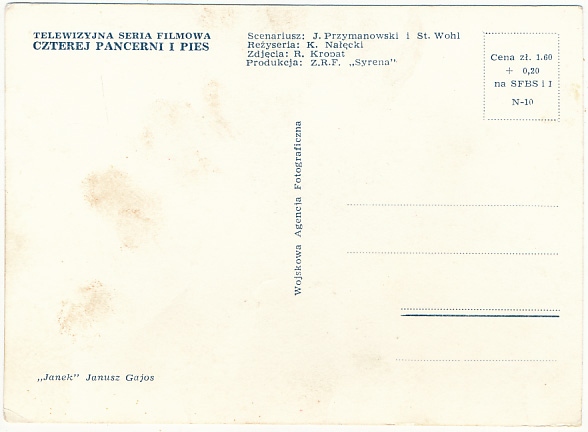 TELEWIZYJNA SERIA FILMOWA
CZTEREJ PANCERNI I PIES
Scenariusz: J. Przymanowski i St. Wohl
Reżyseria: K. Nałęcki
Zdjęcia: R. Kropat
Produkcja: Z.R.F. „Syrena"
Cena zł. 1.60
+ 0,20
na SFBS i I
N-10
Wojskowa Agencja Fotograficzna
„Janek" Janusz Gajos